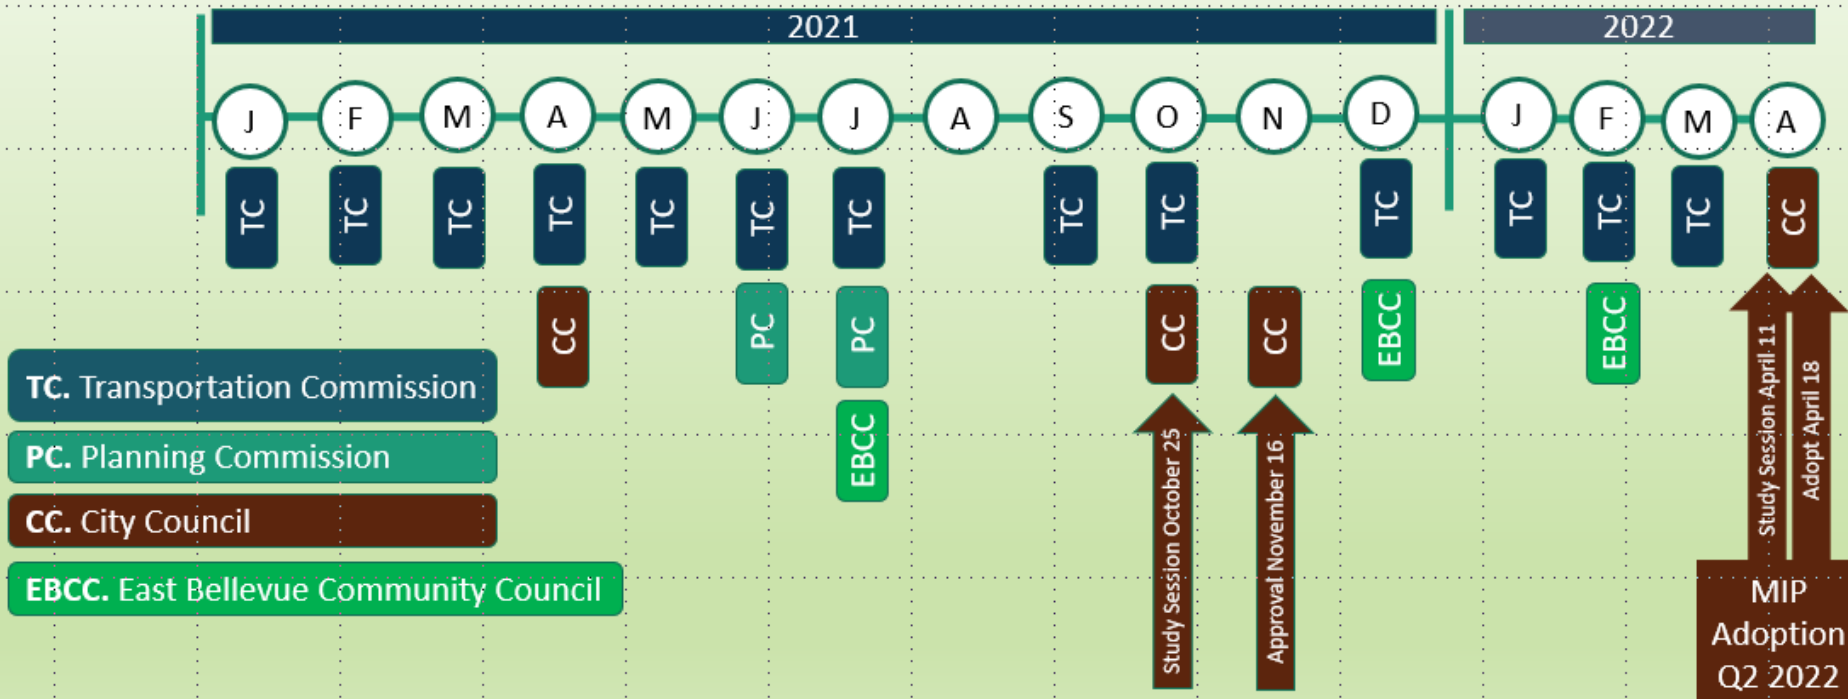 2021
2022
J F M A M J J A S O N D J F M A
TC TC TC TC TC TC TC TC TC TC TC TC TC CC
CC PC PC CC CC EBCC EBCC
EBCC
TC. Transportation Commission
PC. Planning Commission
CC. City Council
EBCC. East Bellevue Community Council
Study Session October 25
Approval November 16
Study Session April 11
Adopt April 18
MIP
Adoption
Q2 2022